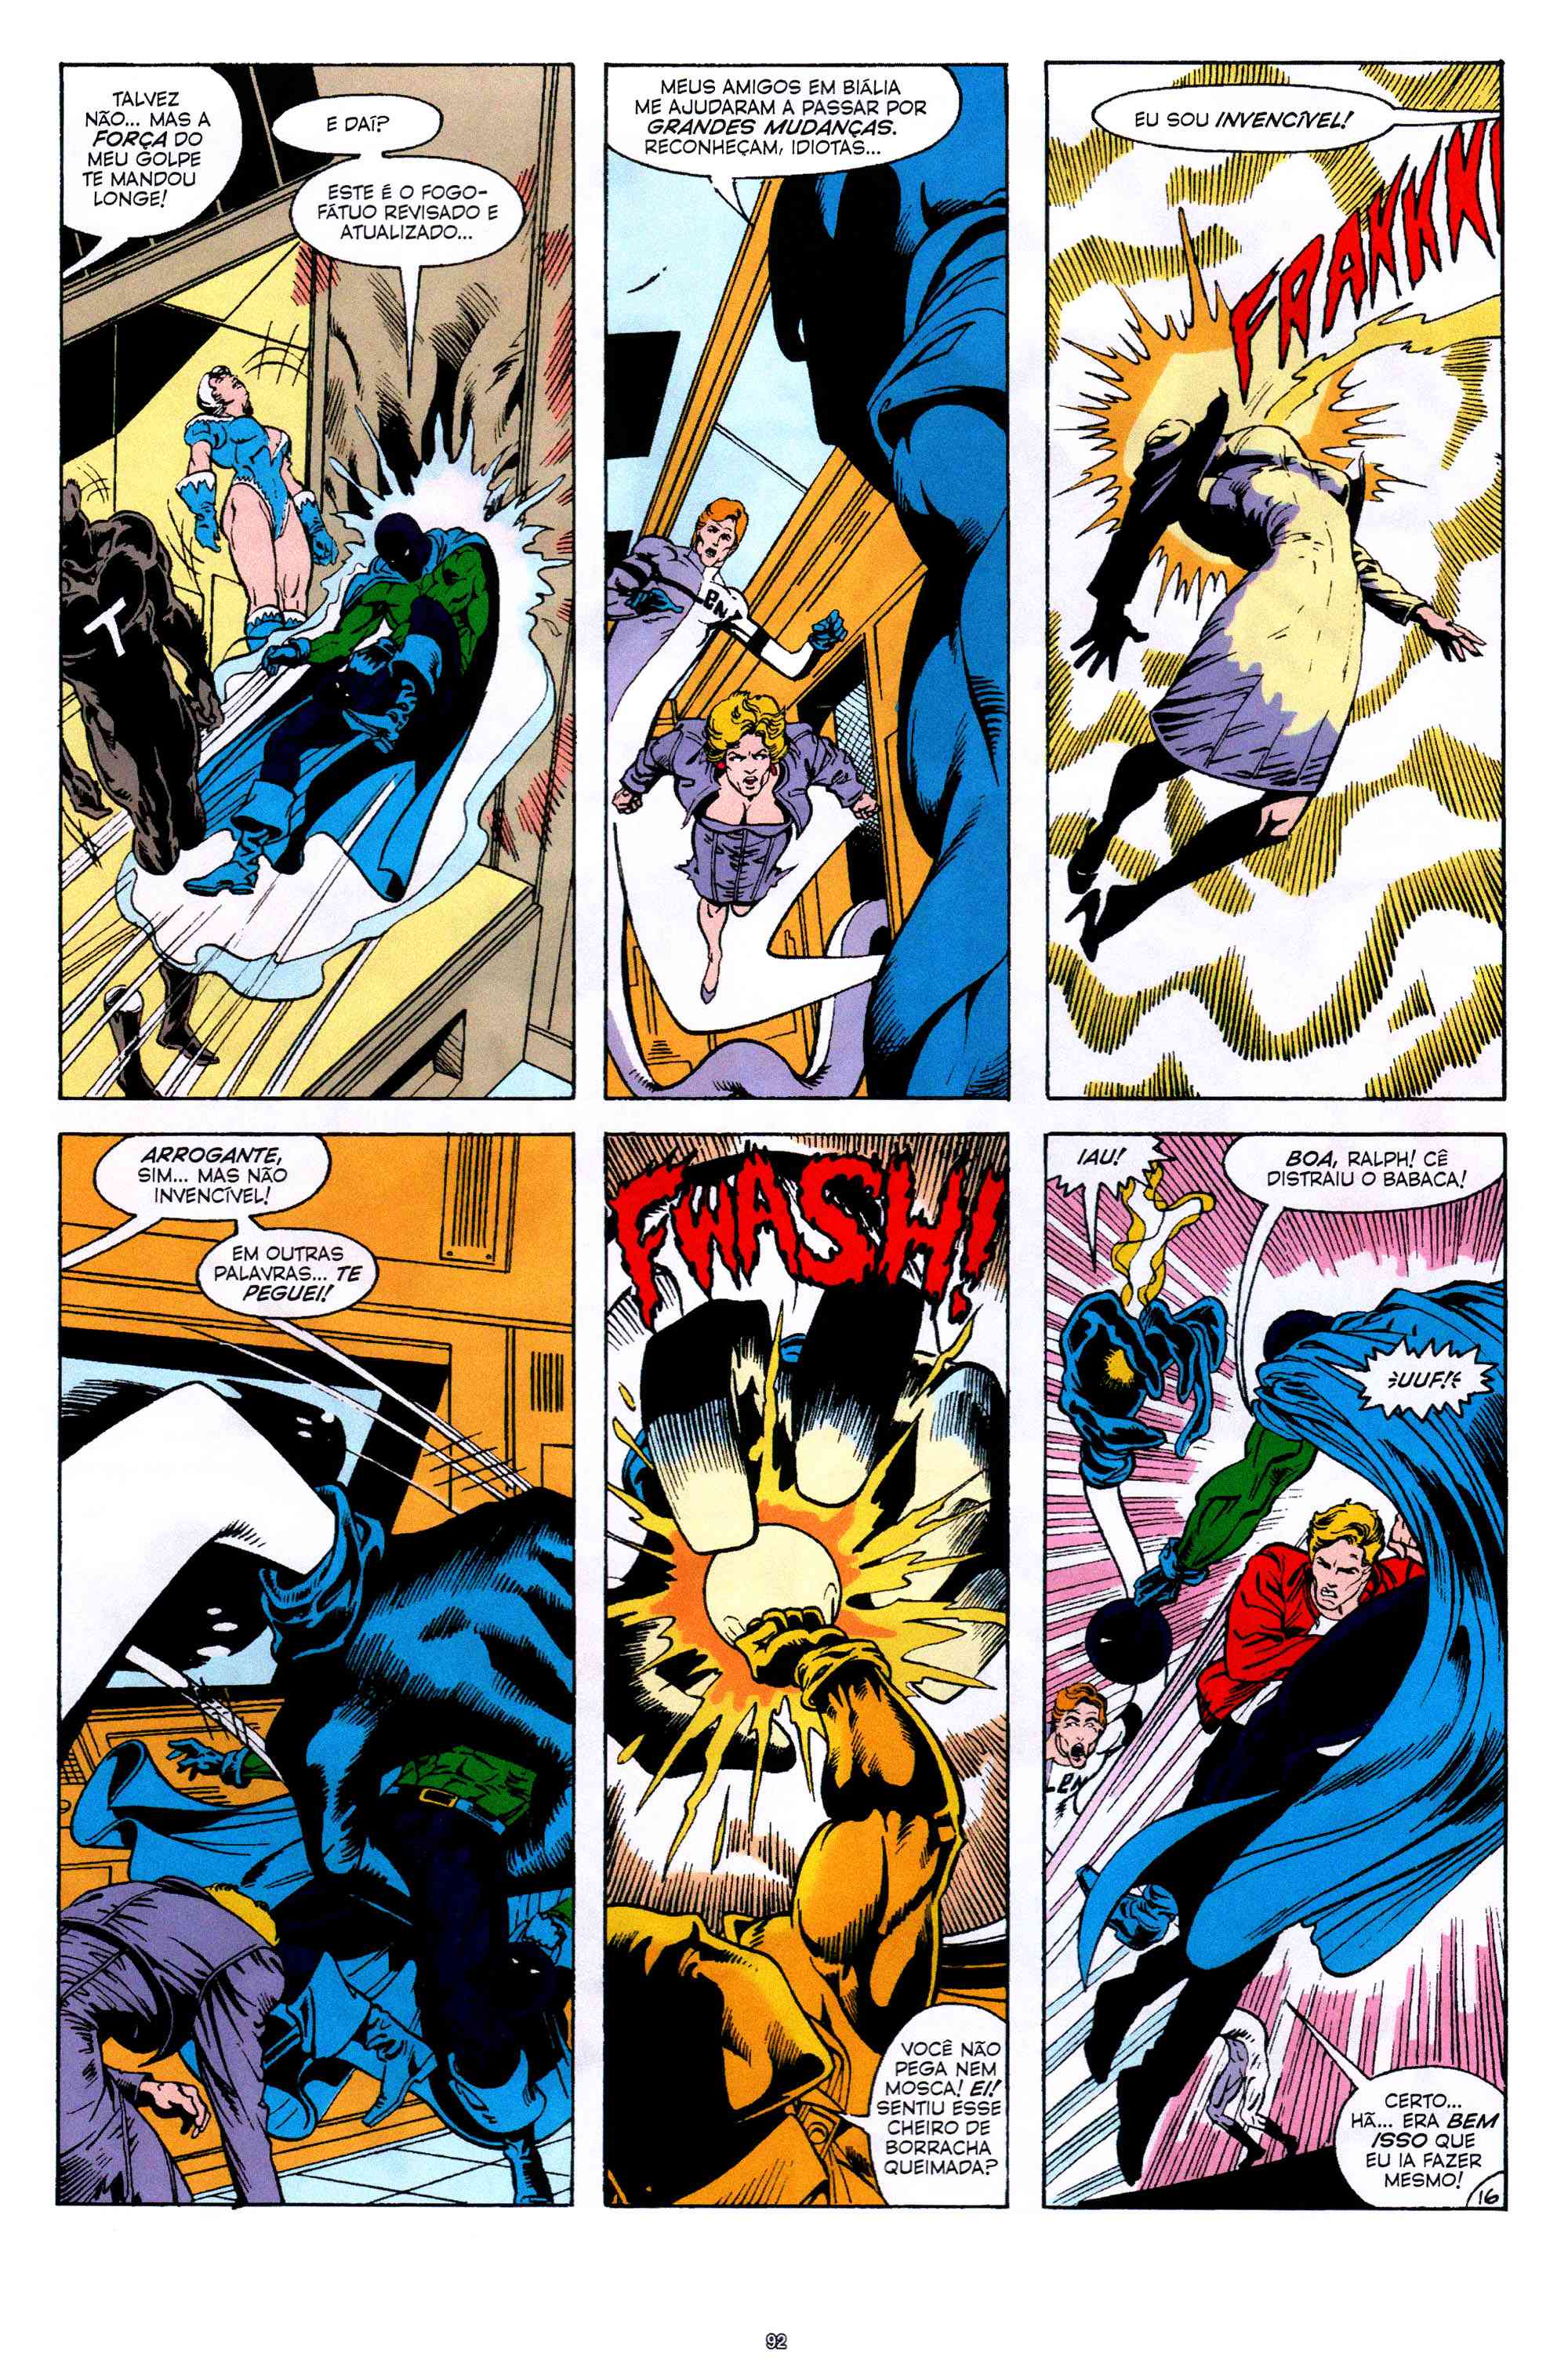 TALVEZ
NÃO... MAS A
FORÇA DO
MEU GOLPE
TE MANDOU
LONGE!
E DAÍ?
ESTE É O FOGO-
FÁTUO REVISADO E
ATUALIZADO...
T
MEUS AMIGOS EM BIÁLIA
ME AJUDARAM A PASSAR POR
GRANDES MUDANÇAS.
RECONHEÇAM, IDIOTAS...
EU SOU INVENCÍVEL!
ARROGANTE,
SIM... MAS NÃO
INVENCÍVEL!
EM OUTRAS
PALAVRAS... TE
PEGUEI!
FWASH!
VOCÊ NÃO
PEGA NEM
MOSCA! EI!
SENTIU ESSE
CHEIRO DE
BORRACHA
QUEIMADA?
IAU!
BOA, RALPH! CÊ
DISTRAIU O BABACA!
UUF!
CERTO...
HÃ... ERA BEM
ISSO QUE
EU IA FAZER
MESMO!
16
92